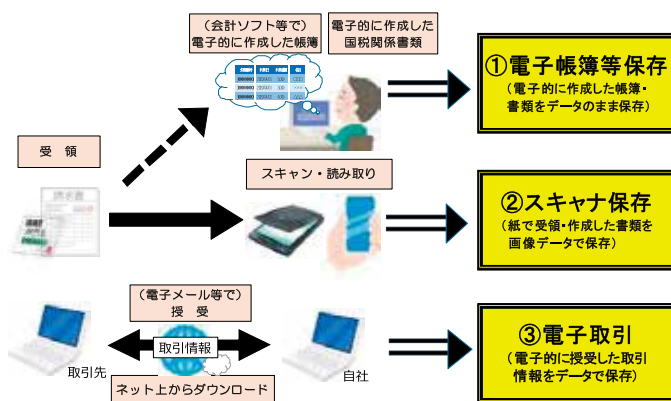 （会計ソフト等で）
電子的に作成した帳簿
電子的に作成した
国税関係書類
①電子帳簿等保存
（電子的に作成した帳簿・
書類をデータのまま保存）
受　領
請求書
スキャン・読み取り
②スキャナ保存
（紙で受領・作成した書類を
画像データで保存）
（電子メール等で）
授　受
取引情報
取引先
自社
ネット上からダウンロード
③電子取引
（電子的に授受した取引
情報をデータで保存）